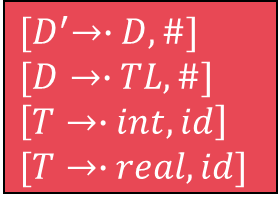 [D′→· D, #]
[D →· TL, #]
[T →· int, id]
[T →· real, id]